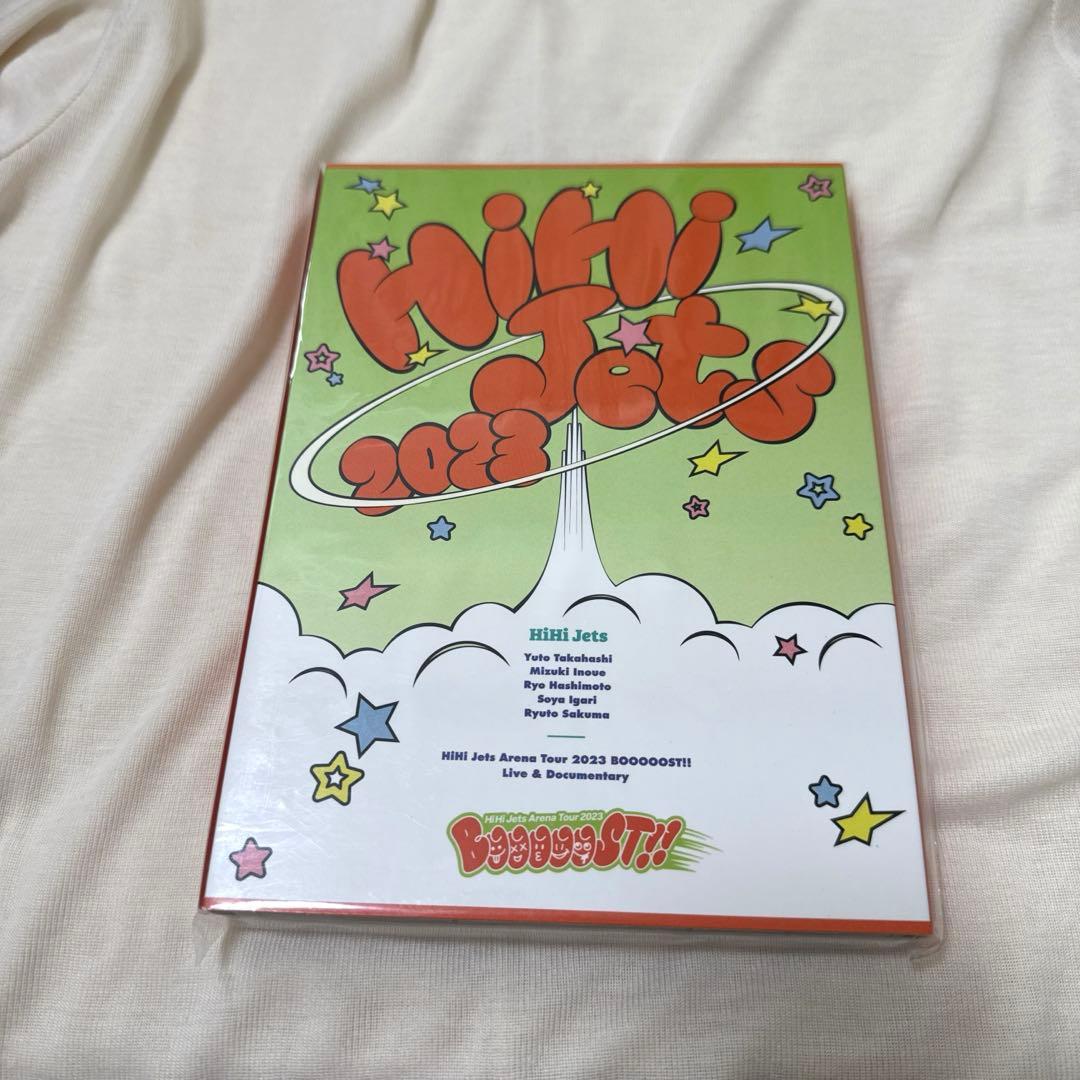 HiHi
Jets
2023
HiHi Jets
Yuto Takahashi
Mizuki Inoue
Ryo Hashimoto
Soya Igari
Ryuto Sakuma
HiHi Jets Arena Tour 2023 BOOOOOST!!
Live & Documentary
HiHi Jets Arena Tour 2023
BOOOOOST!!